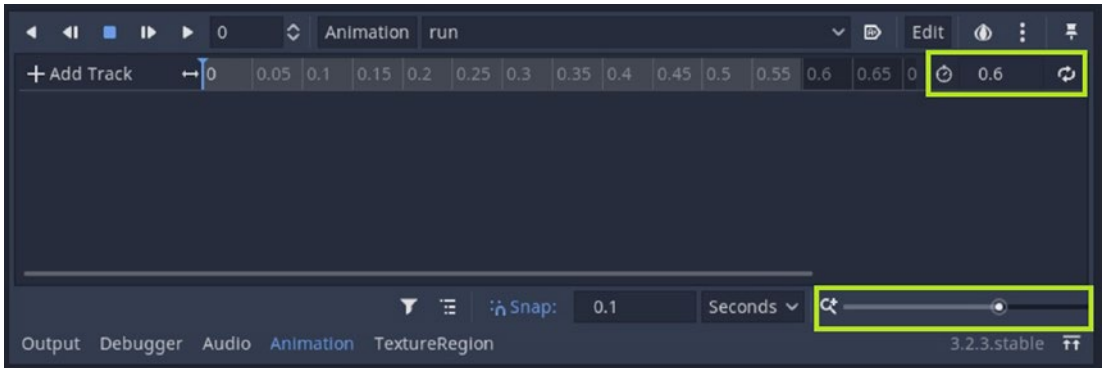 0 Animation run Edit
Add Track 0 0.05 0.1 0.15 0.2 0.25 0.3 0.35 0.4 0.45 0.5 0.55 0.6 0.65 0 0.6
Snap: 0.1 Seconds
Output Debugger Audio Animation TextureRegion 3.2.3.stable